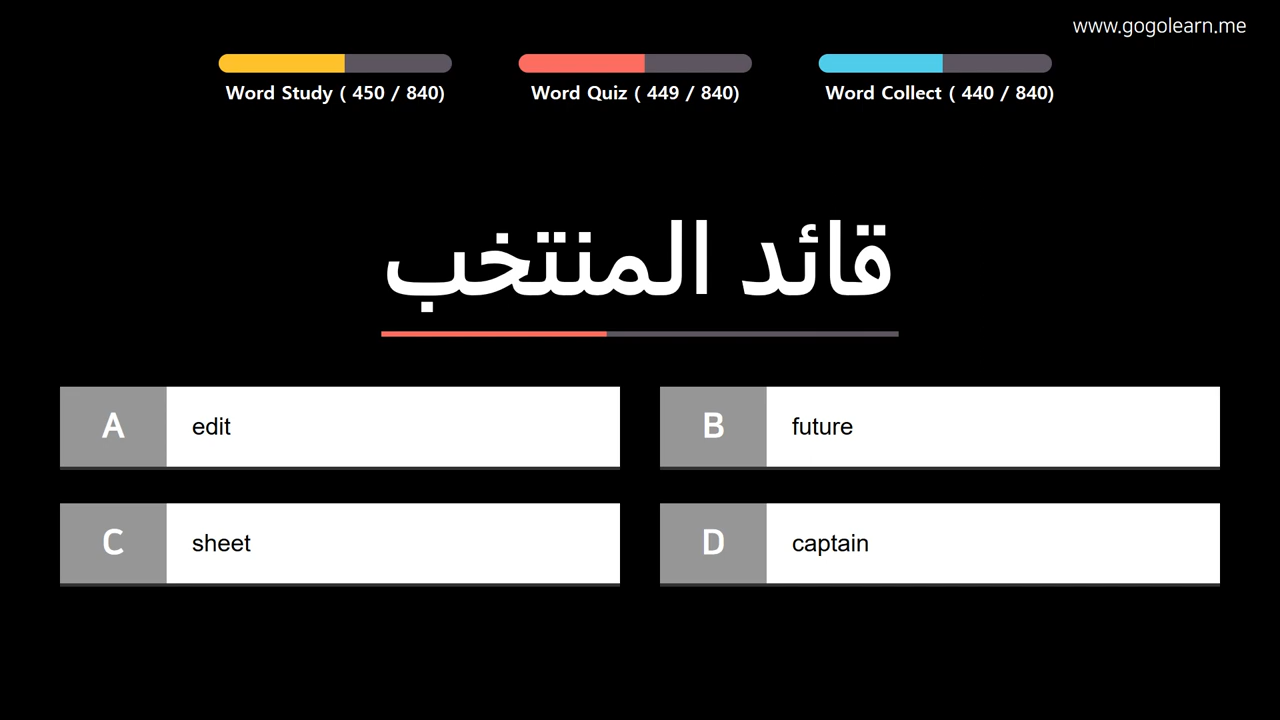 www.gogolearn.me
Word Study ( 450 / 840)
Word Quiz ( 449 / 840)
Word Collect ( 440 / 840)
قائد المنتخب
A edit
B future
C sheet
D captain